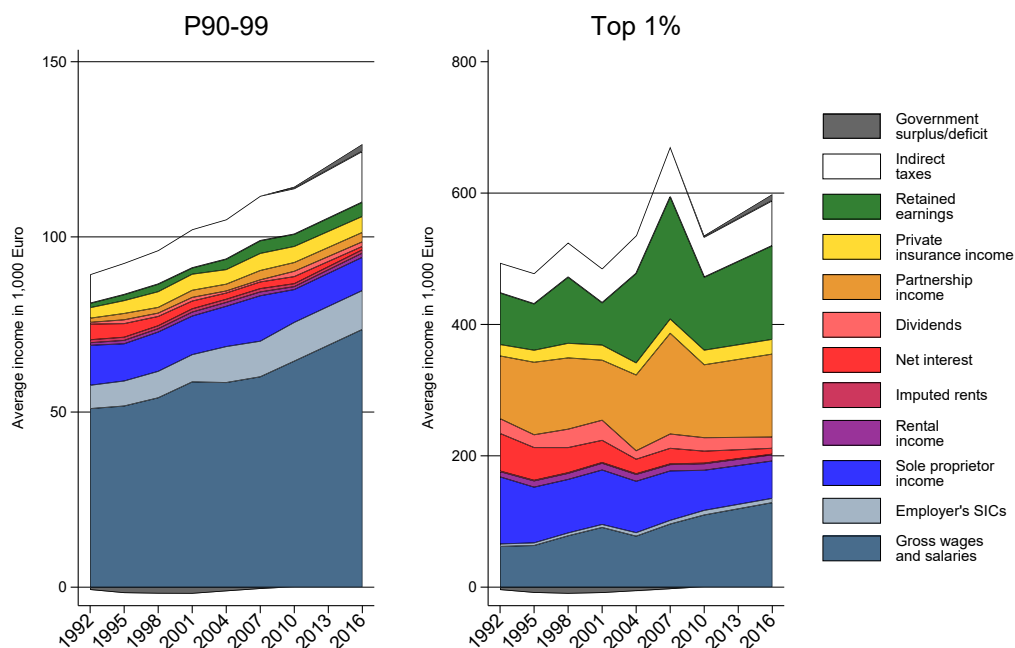 P90-99
Top 1%
Average income in 1,000 Euro
150
100
50
0
1992
1995
1998
2001
2004
2007
2010
2013
2016
Average income in 1,000 Euro
800
600
400
200
0
1992
1995
1998
2001
2004
2007
2010
2013
2016
Government
surplus/deficit
Indirect
taxes
Retained
earnings
Private
insurance income
Partnership
income
Dividends
Net interest
Imputed rents
Rental
income
Sole proprietor
income
Employer's SICs
Gross wages
and salaries